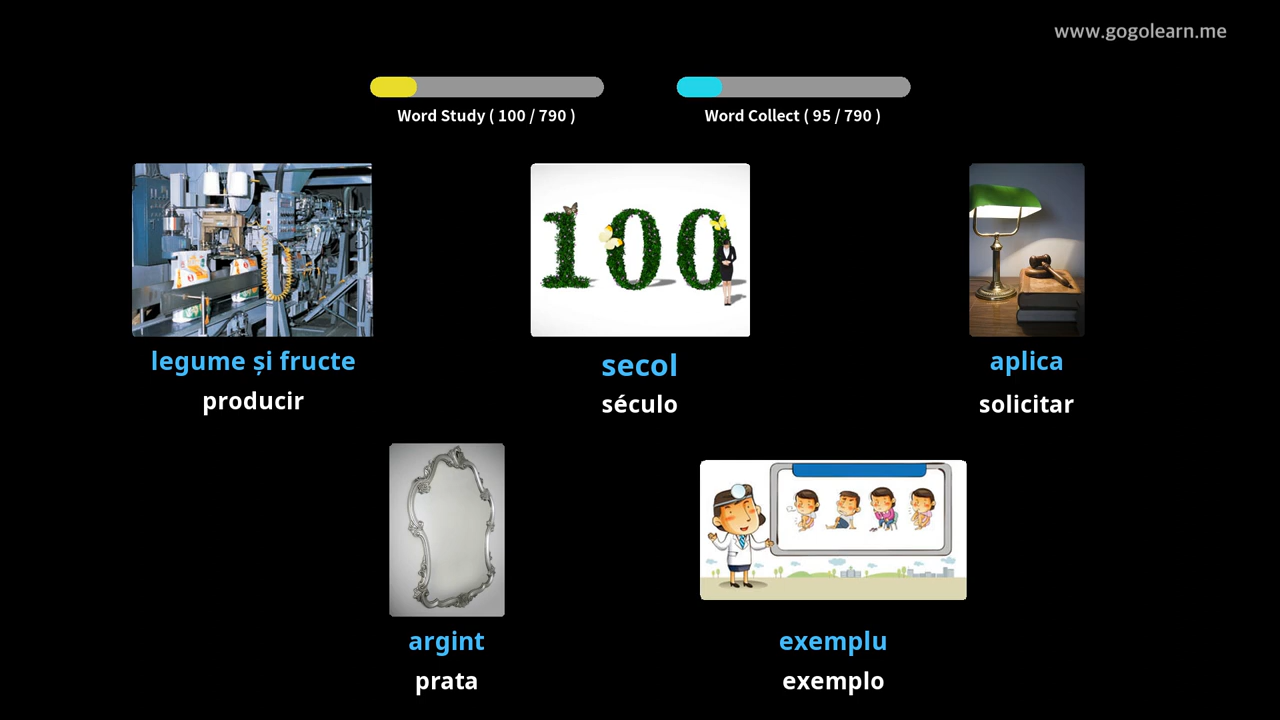 www.gogolearn.me
Word Study ( 100 / 790 )
Word Collect ( 95 / 790 )
100
legume și fructe
producir
secol
século
aplica
solicitar
argint
prata
exemplu
exemplo